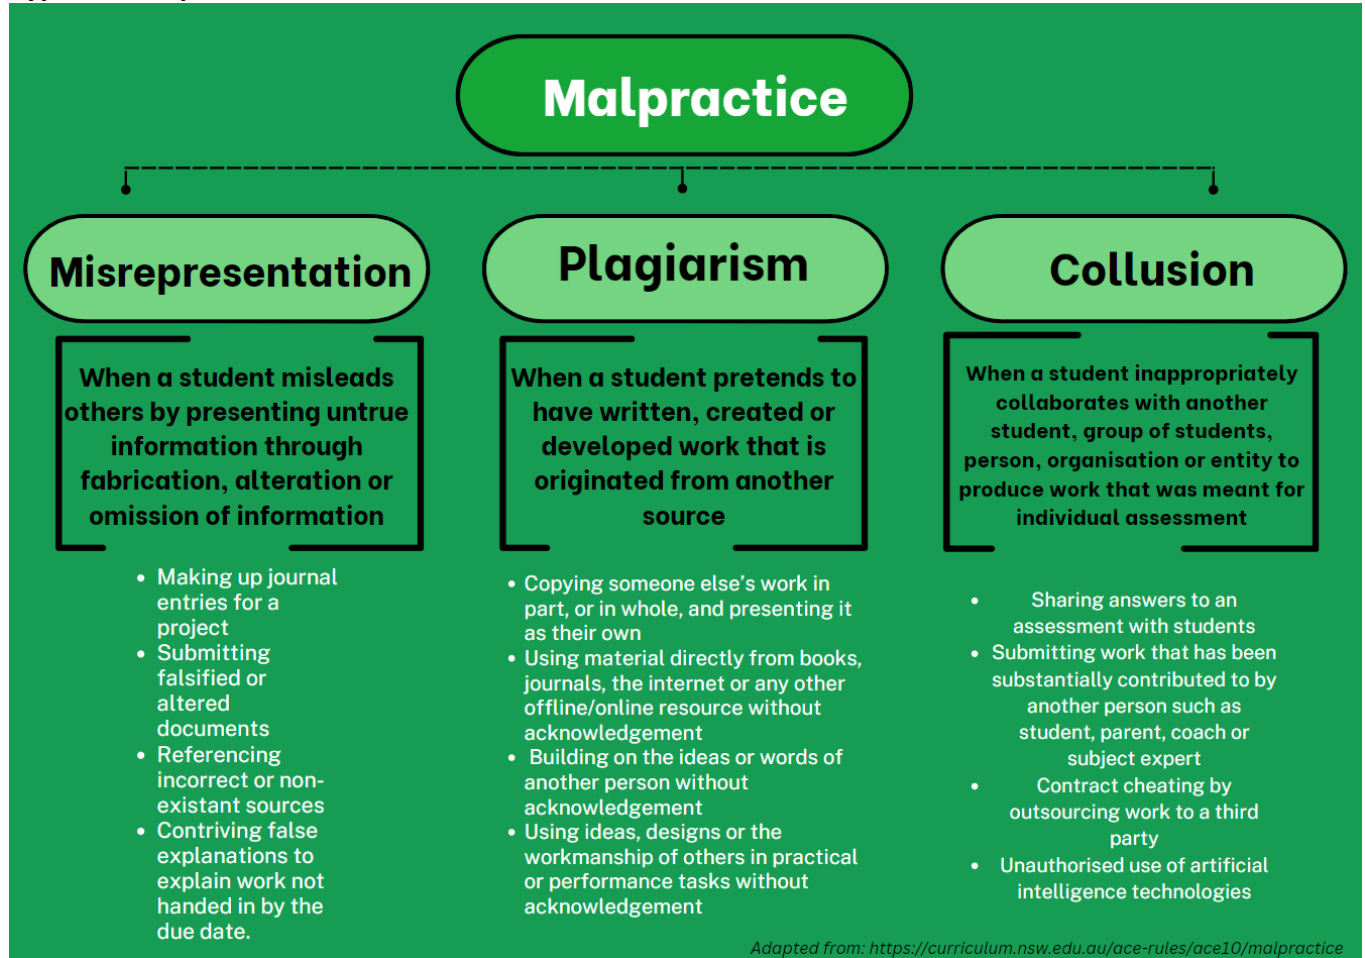 Malpractice
Misrepresentation
When a student misleads
others by presenting untrue
information through
fabrication, alteration or
omission of information
• Making up journal
entries for a
project
• Submitting
falsified or
altered
documents
• Referencing
incorrect or non-
existant sources
• Contriving false
explanations to
explain work not
handed in by the
due date.
Plagiarism
When a student pretends to
have written, created or
developed work that is
originated from another
source
• Copying someone else's work in
part, or in whole, and presenting it
as their own
• Using material directly from books,
journals, the internet or any other
offline/online resource without
acknowledgement
• Building on the ideas or words of
another person without
acknowledgement
• Using ideas, designs or the
workmanship of others in practical
or performance tasks without
acknowledgement
Collusion
When a student inappropriately
collaborates with another
student, group of students,
person, organisation or entity to
produce work that was meant for
individual assessment
• Sharing answers to an
assessment with students
• Submitting work that has been
substantially contributed to by
another person such as
student, parent, coach or
subject expert
• Contract cheating by
outsourcing work to a third
party
• Unauthorised use of artificial
intelligence technologies
Adapted from: https://curriculum.nsw.edu.au/ace-rules/ace10/malpractice